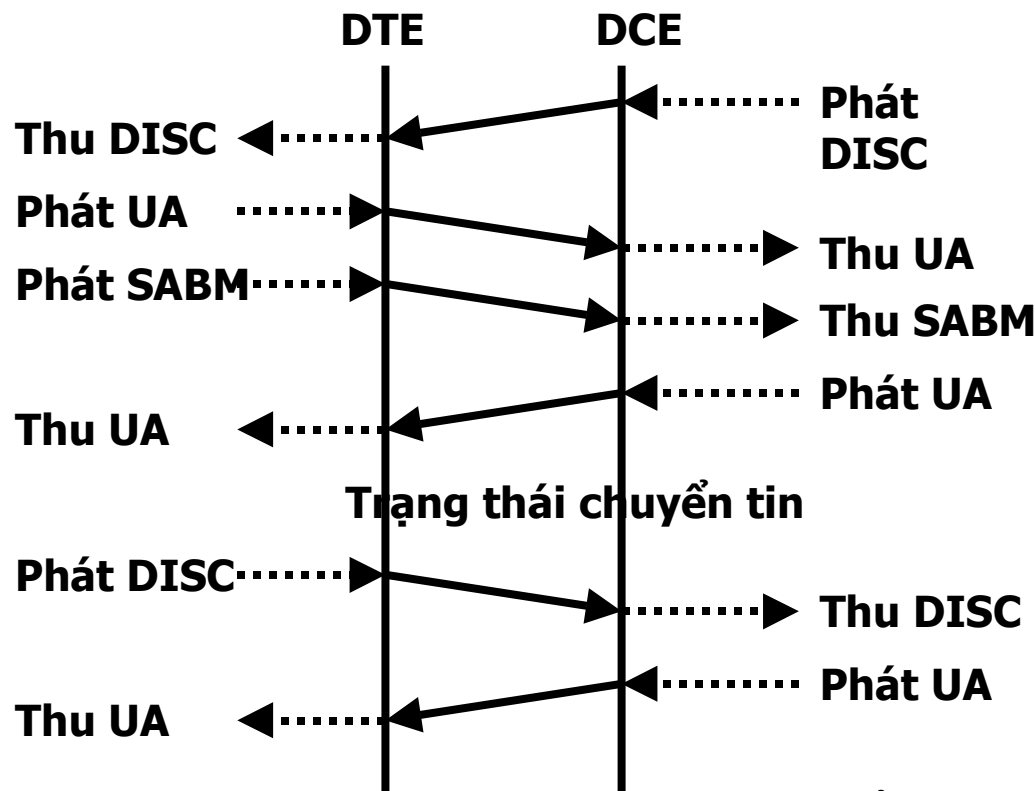 DTE DCE
Phát
DISC
Thu DISC
Phát UA
Thu UA
Phát SABM
Thu SABM
Phát UA
Thu UA
Trạng thái chuyển tin
Phát DISC
Thu DISC
Phát UA
Thu UA